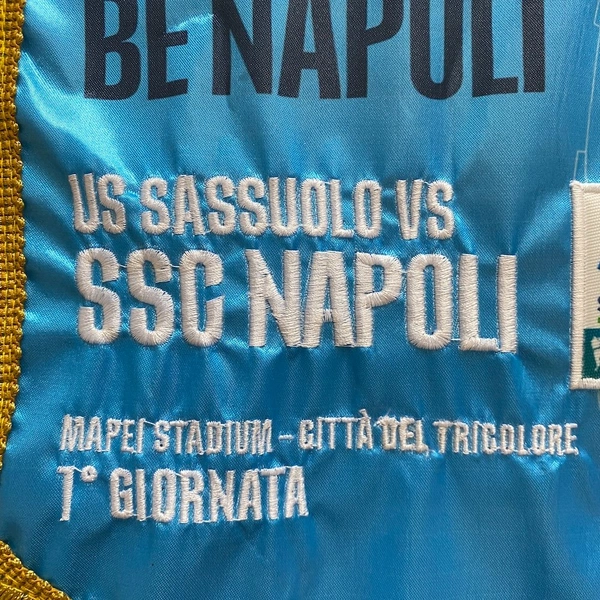 BE NAPOLI
US SASSUOLO VS
SSC NAPOLI
MAPEI STADIUM - CITTÀ DEL TRICOLORE
1° GIORNATA